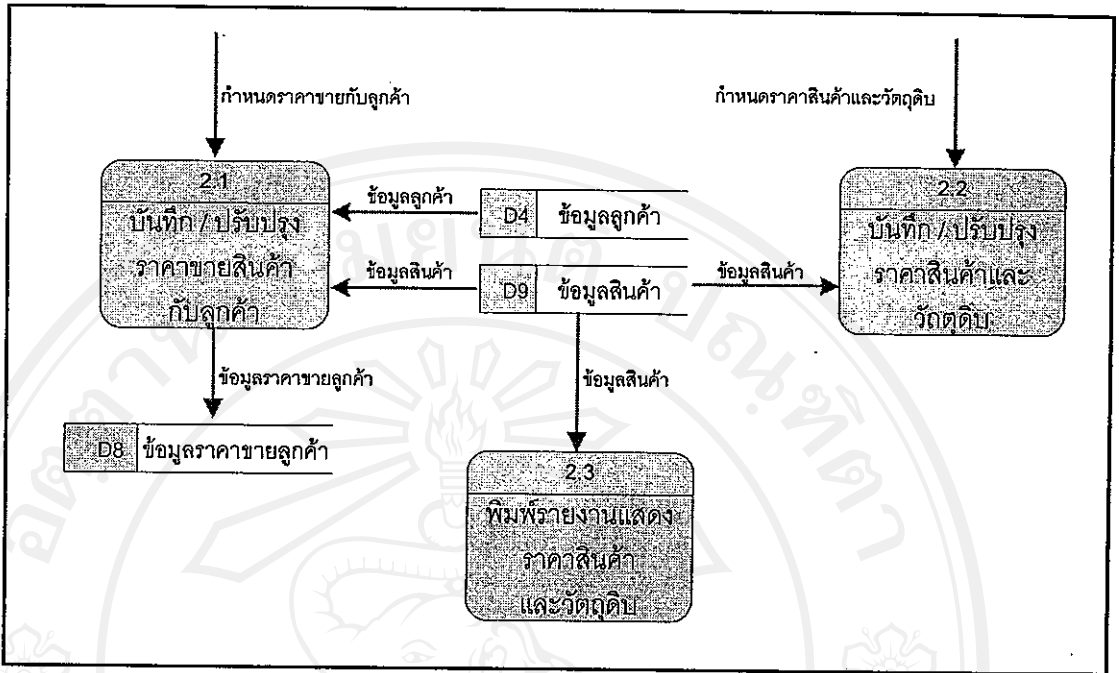 กำหนดราคาขายกับลูกค้า
กำหนดราคาสินค้าและวัตถุดิบ
2.1
บันทึก / ปรับปรุง
ราคาขายสินค้า
กับลูกค้า
ข้อมูลลูกค้า
D4 ข้อมูลลูกค้า
ข้อมูลสินค้า
D9 ข้อมูลสินค้า
ข้อมูลสินค้า
2.2
บันทึก / ปรับปรุง
ราคาสินค้าและ
วัถตุดิบ
ข้อมูลราคาขายลูกค้า
D8 ข้อมูลราคาขายลูกค้า
ข้อมูลสินค้า
2.3
พิมพ์รายงานแสดง
ราคาสินค้า
และวัตถุดิบ